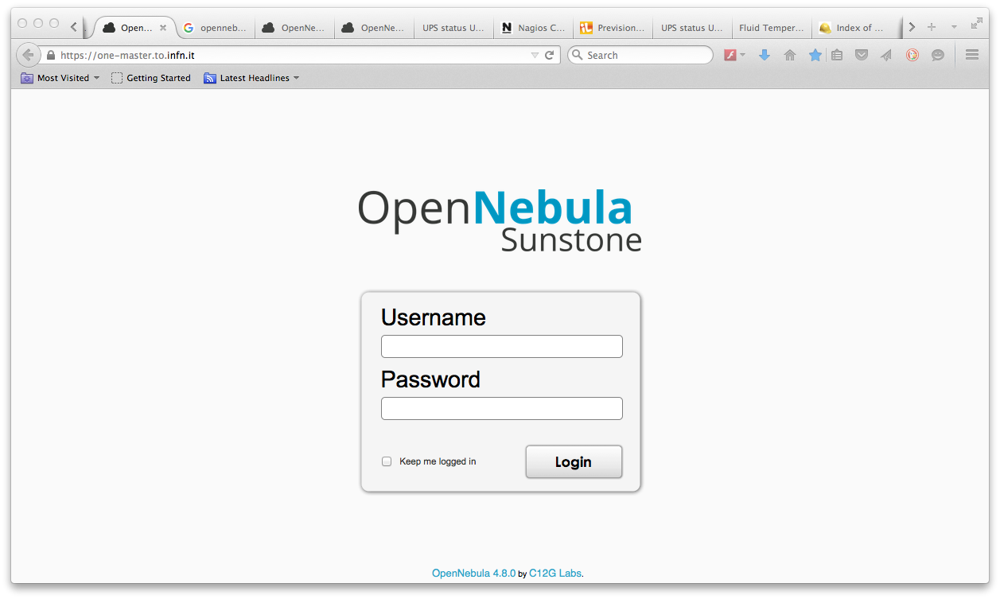 Open... openneb... OpenNe... OpenNe... UPS status U... Nagios C... Prevision... UPS status U... Fluid Temper... Index of ...
https://one-master.to.infn.it Search
Most Visited Getting Started Latest Headlines
OpenNebula
Sunstone
Username
Password
Keep me logged in Login
OpenNebula 4.8.0 by C12G Labs.